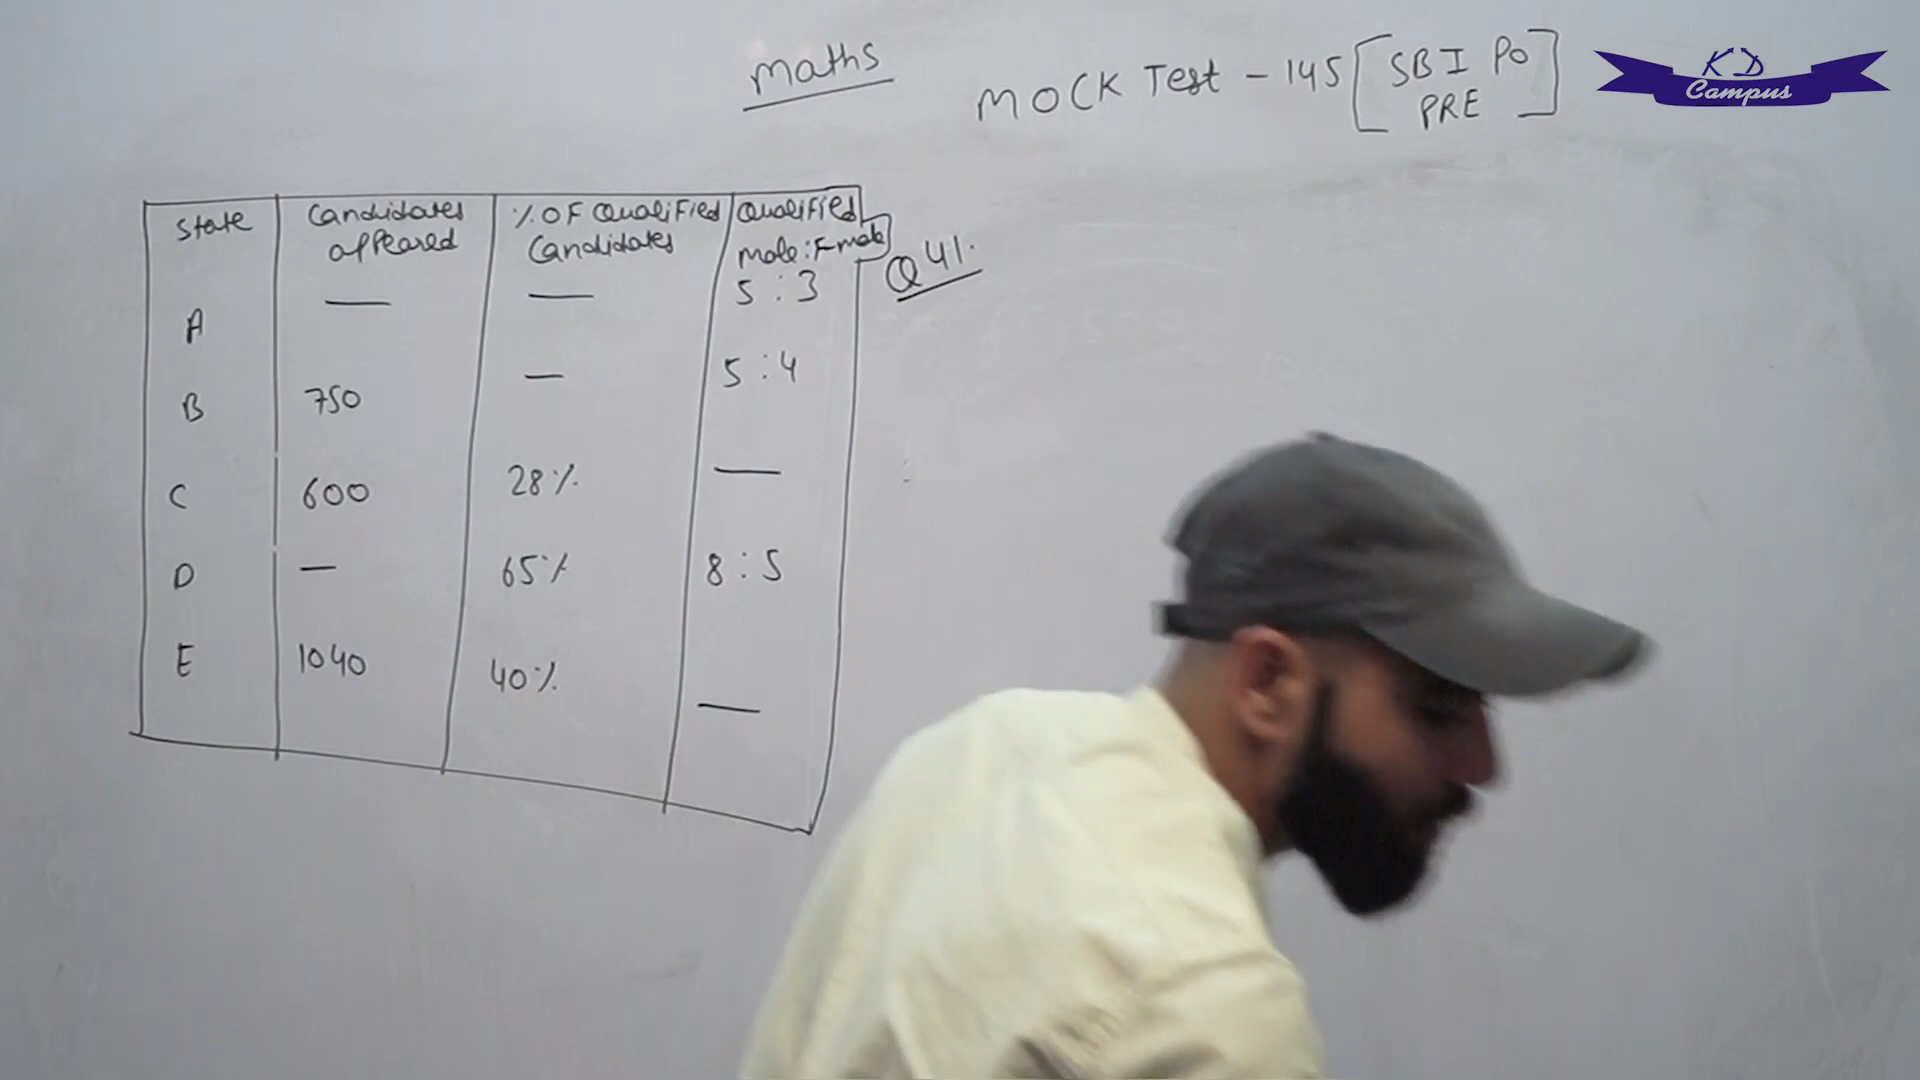 Maths
MOCK Test - 145 [SBI PO PRE]
KD
Campus
State | Candidates appeared | % OF Qualified Candidates | Qualified male : Fmale
A | — | — | 5 : 3
B | 750 | — | 5 : 4
C | 600 | 28% | —
D | — | 65% | 8 : 5
E | 1040 | 40% | —
Q 41.